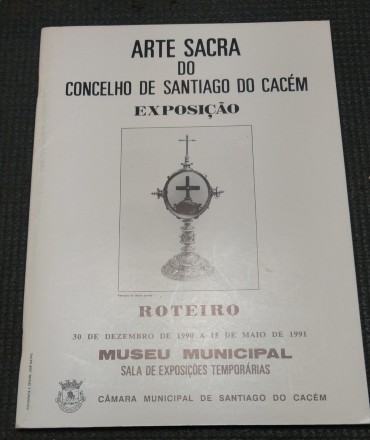 ARTE SACRA
DO
CONCELHO DE SANTIAGO DO CACÉM
EXPOSIÇÃO
ROTEIRO
30 DE DEZEMBRO DE 1990 A 15 DE MAIO DE 1991
MUSEU MUNICIPAL
SALA DE EXPOSIÇÕES TEMPORÁRIAS
CÂMARA MUNICIPAL DE SANTIAGO DO CACÉM